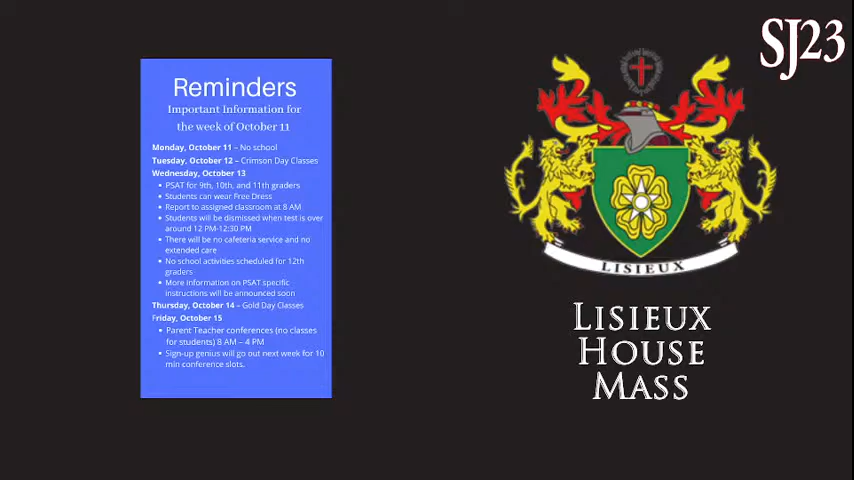 Reminders
Important Information for
the week of October 11
Monday, October 11 – No school
Tuesday, October 12 – Crimson Day Classes
Wednesday, October 13
• PSAT for 9th, 10th, and 11th graders
• Students can wear Free Dress
• Report to assigned classroom at 8 AM
• Students will be dismissed when test is over
around 12 PM-12:30 PM
• There will be no cafeteria service and no
extended care
• No school activities scheduled for 12th
graders
• More information on PSAT specific
instructions will be announced soon
Thursday, October 14 – Gold Day Classes
Friday, October 15
• Parent Teacher conferences (no classes
for students) 8 AM – 4 PM
• Sign-up genius will go out next week for 10
min conference slots.
SJ23
LISIEUX
LISIEUX
HOUSE
MASS